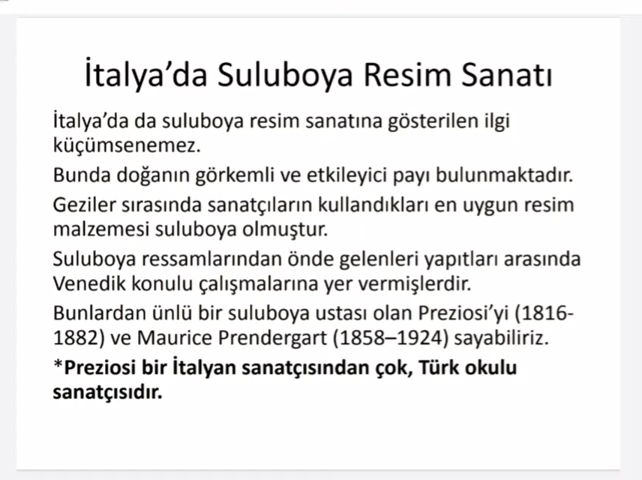 İtalya’da Suluboya Resim Sanatı
İtalya’da da suluboya resim sanatına gösterilen ilgi
küçümsenemez.
Bunda doğanın görkemli ve etkileyici payı bulunmaktadır.
Geziler sırasında sanatçıların kullandıkları en uygun resim
malzemesi suluboya olmuştur.
Suluboya ressamlarından önde gelenleri yapıtları arasında
Venedik konulu çalışmalarına yer vermişlerdir.
Bunlardan ünlü bir suluboya ustası olan Preziosi’yi (1816-
1882) ve Maurice Prendergart (1858–1924) sayabiliriz.
*Preziosi bir İtalyan sanatçısından çok, Türk okulu
sanatçısıdır.